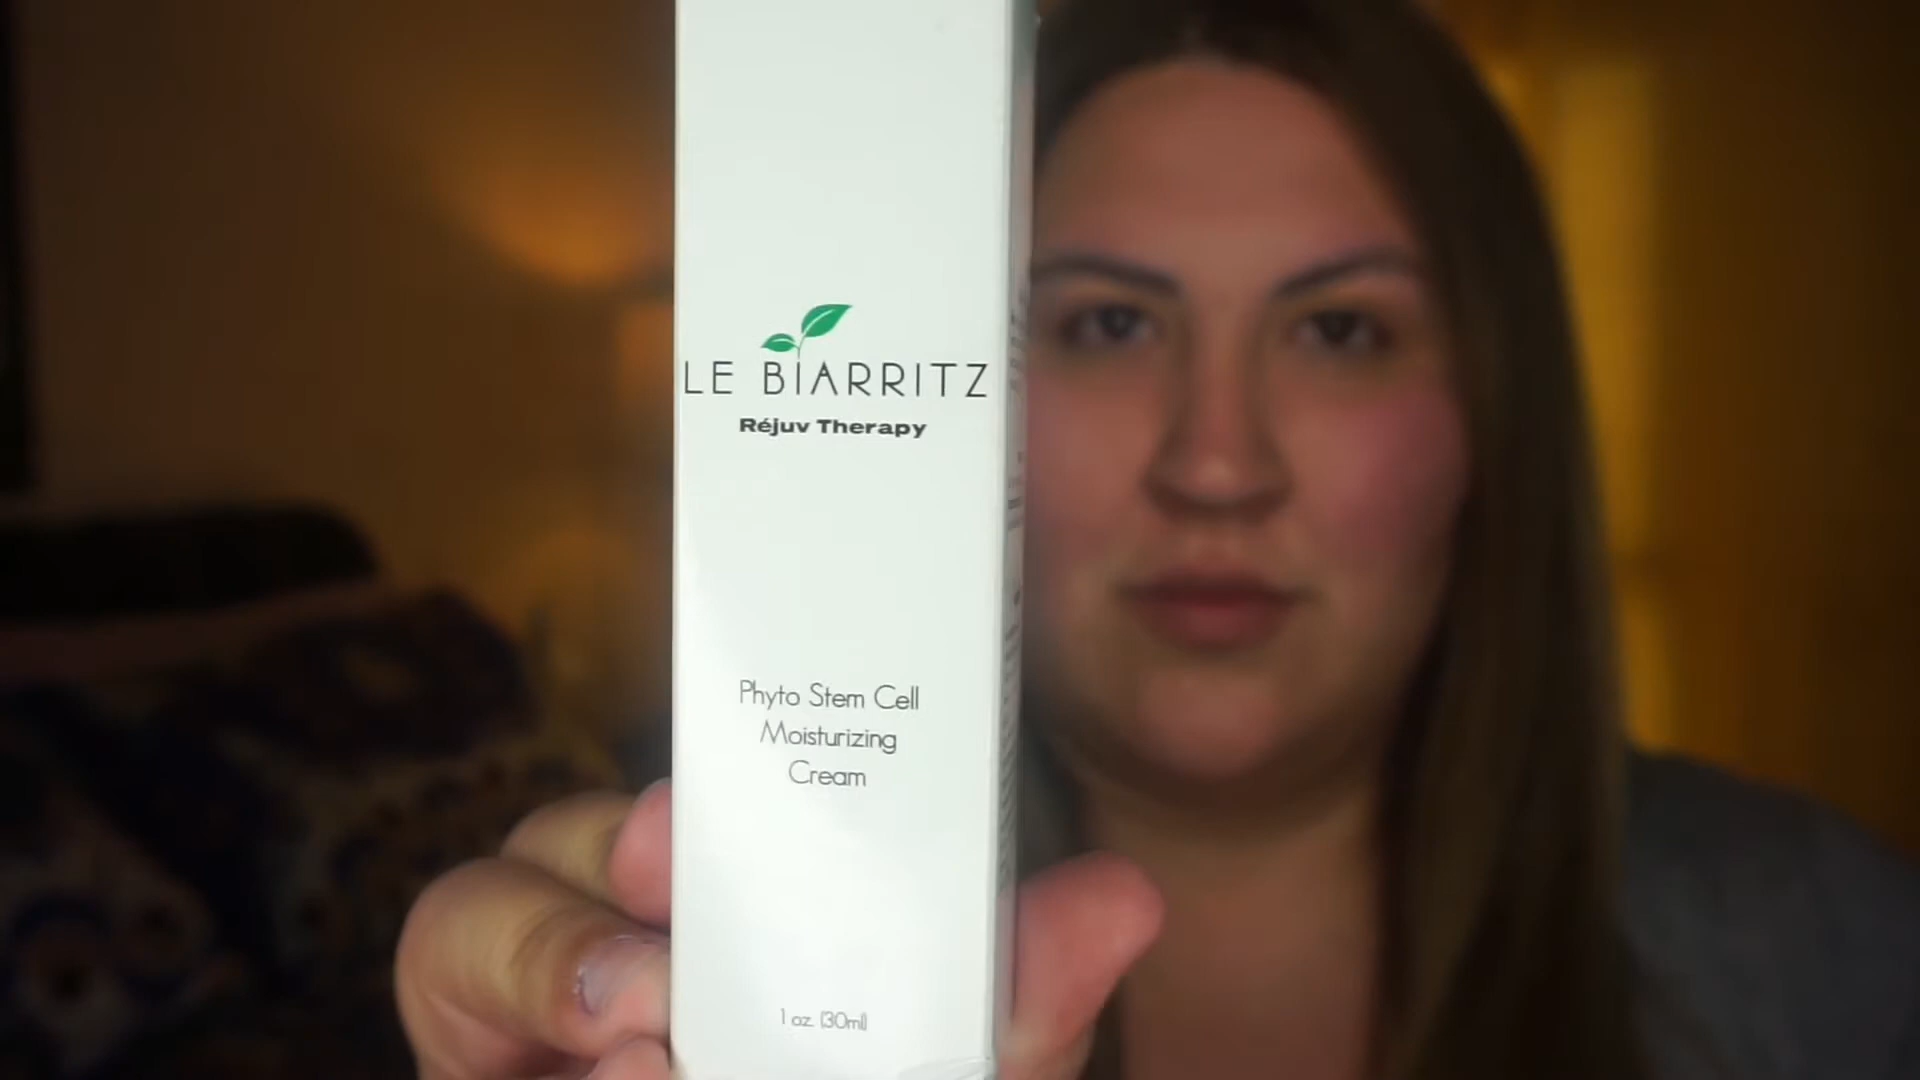 LE BIARRITZ
Réjuv Therapy
Phyto Stem Cell
Moisturizing
Cream
1 oz. (30ml)